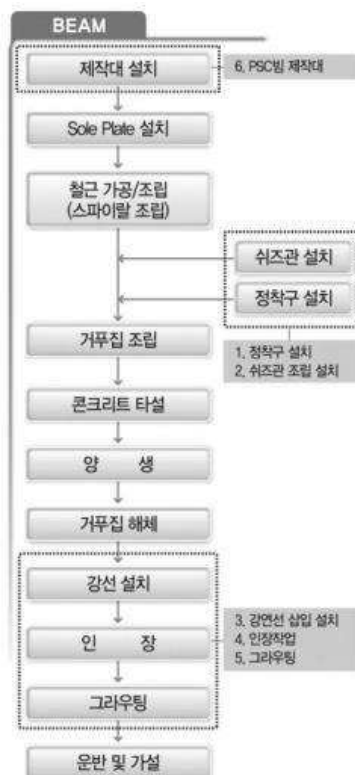 BEAM
제작대 설치
6. PSC빔 제작대
Sole Plate 설치
철근 가공/조립
(스파이랄 조립)
쉬즈관 설치
정착구 설치
1. 정착구 설치
2. 쉬즈관 조립 설치
거푸집 조립
콘크리트 타설
양 생
거푸집 해체
강선 설치
인 장
그라우팅
3. 강연선 삽입 설치
4. 인장작업
5. 그라우팅
운반 및 가설